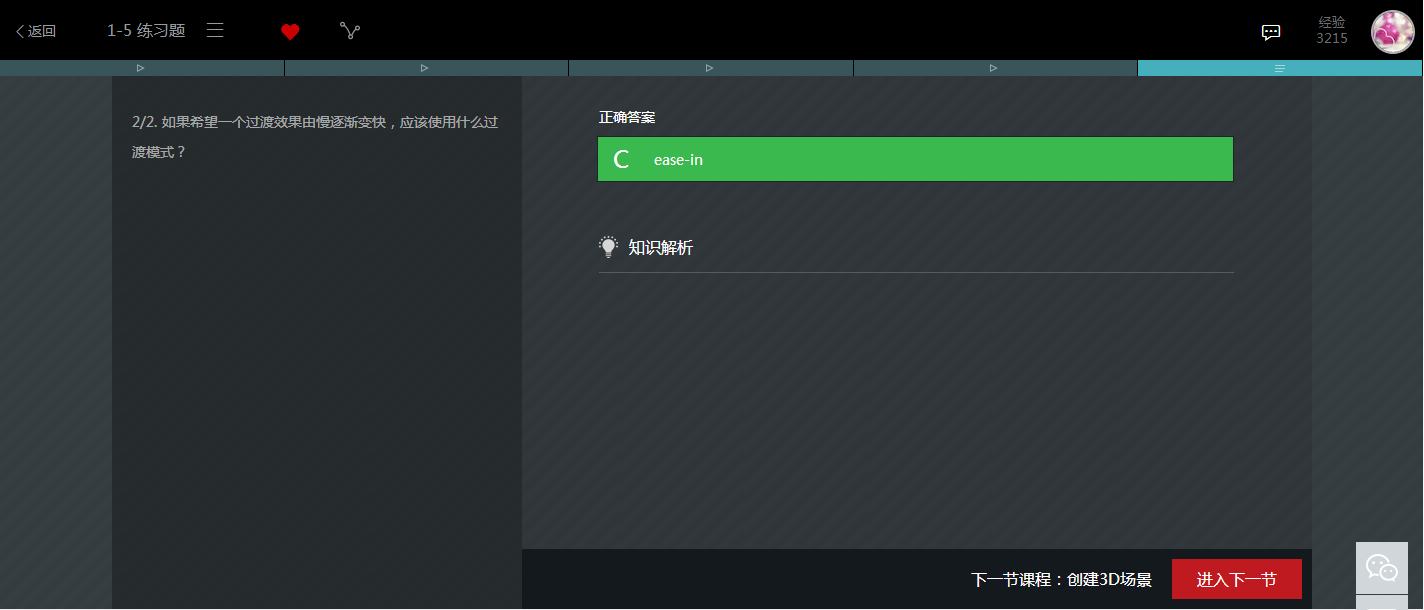 返回
1-5 练习题
经验
3215
2/2. 如果希望一个过渡效果由慢逐渐变快，应该使用什么过
渡模式？
正确答案
C ease-in
知识解析
下一节课程：创建3D场景
进入下一节